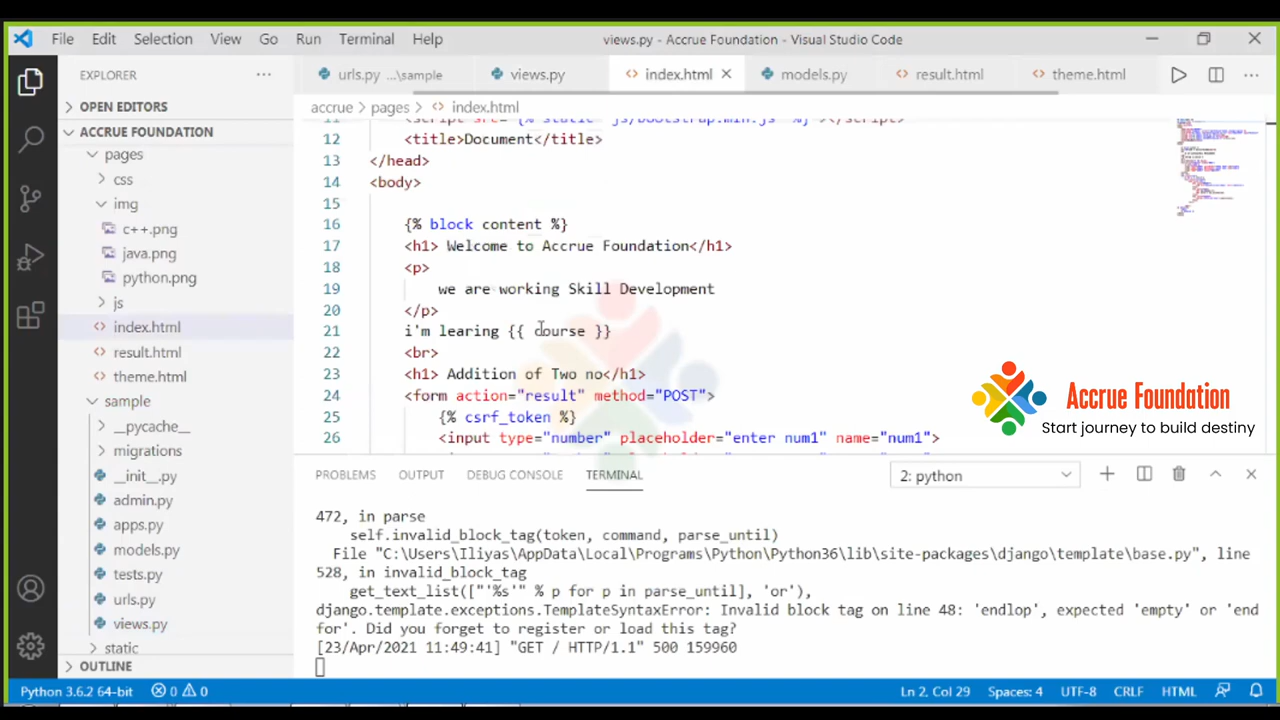 File Edit Selection View Go Run Terminal Help views.py - Accrue Foundation - Visual Studio Code
EXPLORER ··· urls.py ...\sample views.py index.html models.py result.html theme.html ···
OPEN EDITORS
ACCRUE FOUNDATION
pages
css
img
c++.png
java.png
python.png
js
index.html
result.html
theme.html
sample
__pycache__
migrations
__init__.py
admin.py
apps.py
models.py
tests.py
urls.py
views.py
static
OUTLINE
accrue > pages > index.html
11 <script src="{% static 'js/bootstrap.min.js' %}"></script>
12 <title>Document</title>
13 </head>
14 <body>
15
16 {% block content %}
17 <h1> Welcome to Accrue Foundation</h1>
18 <p>
19 we are working Skill Development
20 </p>
21 i'm learing {{ course }}
22 <br>
23 <h1> Addition of Two no</h1>
24 <form action="result" method="POST">
25 {% csrf_token %}
26 <input type="number" placeholder="enter num1" name="num1">
Accrue Foundation
Start journey to build destiny
PROBLEMS OUTPUT DEBUG CONSOLE TERMINAL 2: python
472, in parse
self.invalid_block_tag(token, command, parse_until)
File "C:\Users\Iliyas\AppData\Local\Programs\Python\Python36\lib\site-packages\django\template\base.py", line
528, in invalid_block_tag
get_text_list(["'%s'" % p for p in parse_until], 'or'),
django.template.exceptions.TemplateSyntaxError: Invalid block tag on line 48: 'endlop', expected 'empty' or 'end
for'. Did you forget to register or load this tag?
[23/Apr/2021 11:49:41] "GET / HTTP/1.1" 500 159960
Python 3.6.2 64-bit 0 0 Ln 2, Col 29 Spaces: 4 UTF-8 CRLF HTML